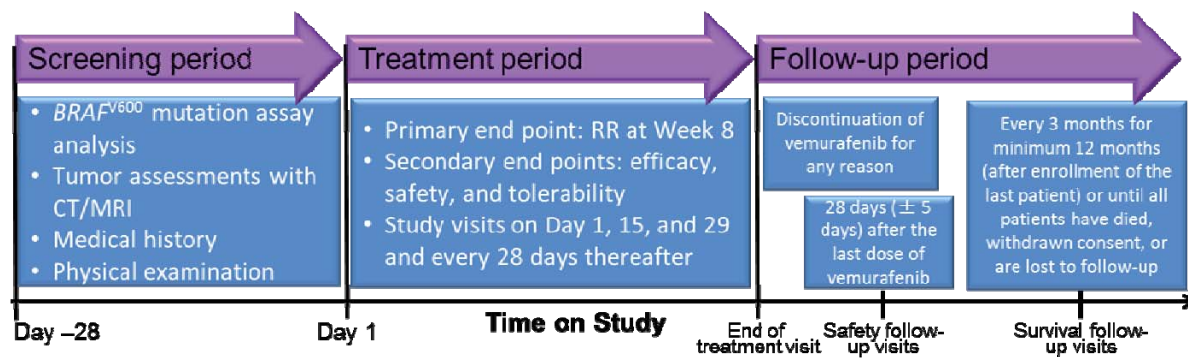 Screening period
Treatment period
Follow-up period
• BRAFV600 mutation assay
analysis
• Tumor assessments with
CT/MRI
• Medical history
• Physical examination
• Primary end point: RR at Week 8
• Secondary end points: efficacy,
safety, and tolerability
• Study visits on Day 1, 15, and 29
and every 28 days thereafter
Discontinuation of
vemurafenib for
any reason
28 days (± 5
days) after the
last dose of
vemurafenib
Every 3 months for
minimum 12 months
(after enrollment of the
last patient) or until all
patients have died,
withdrawn consent, or
are lost to follow-up
Day –28
Day 1
Time on Study
End of
treatment visit
Safety follow-
up visits
Survival follow-
up visits